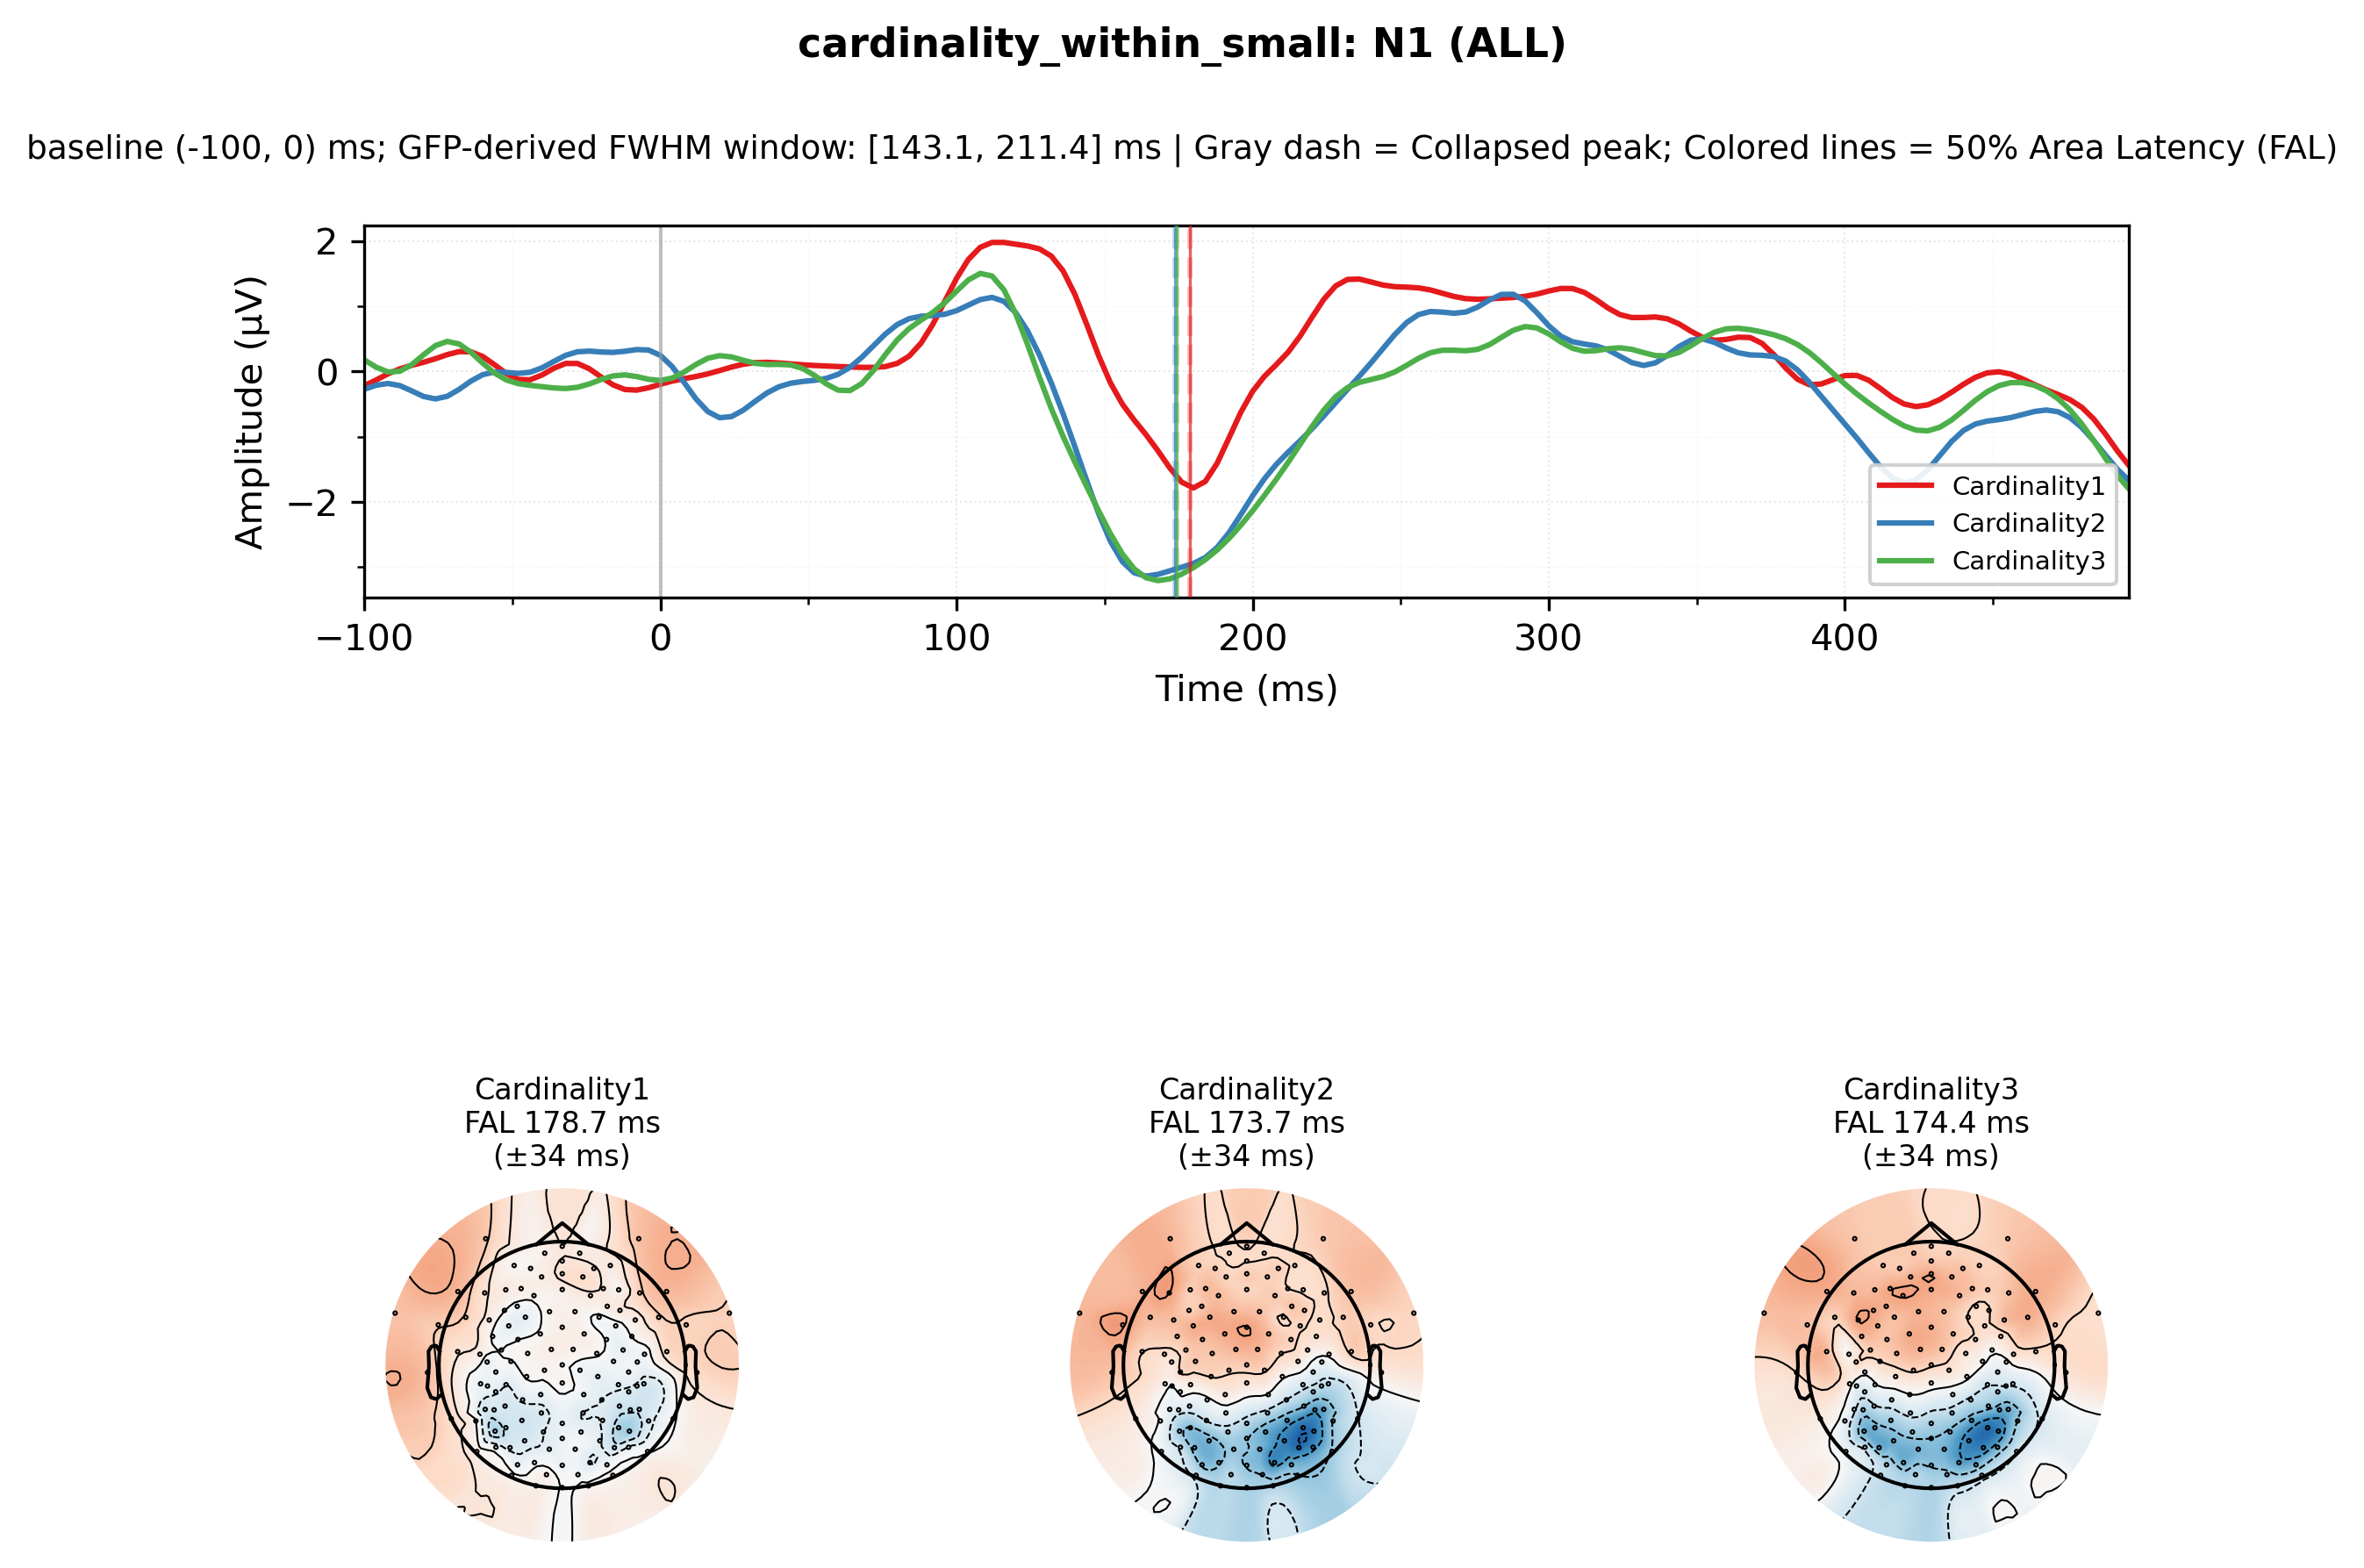 cardinality_within_small: N1 (ALL)
baseline (-100, 0) ms; GFP-derived FWHM window: [143.1, 211.4] ms | Gray dash = Collapsed peak; Colored lines = 50% Area Latency (FAL)
Amplitude (µV)
2
0
−2
−100
0
100
200
300
400
Time (ms)
Cardinality1
Cardinality2
Cardinality3
Cardinality1
FAL 178.7 ms
(±34 ms)
Cardinality2
FAL 173.7 ms
(±34 ms)
Cardinality3
FAL 174.4 ms
(±34 ms)